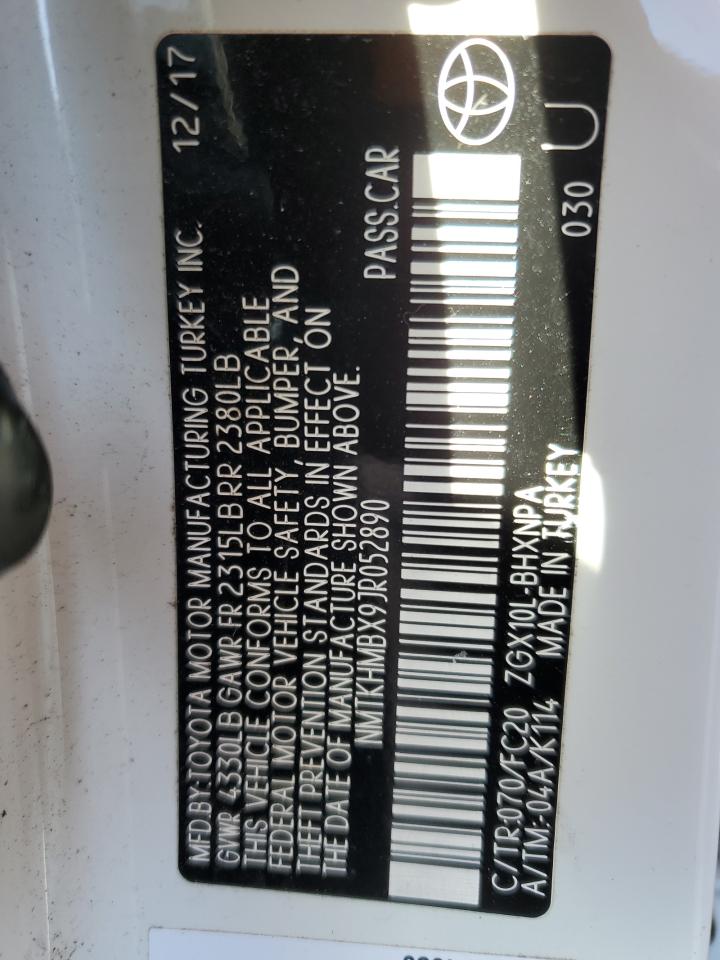 MFD.BY:TOYOTA MOTOR MANUFACTURING TURKEY INC. 12/17
GVWR 4330LB GAWR FR 2315LB RR 2380LB
THIS VEHICLE CONFORMS TO ALL APPLICABLE
FEDERAL MOTOR VEHICLE SAFETY, BUMPER, AND
THEFT PREVENTION STANDARDS IN EFFECT ON
THE DATE OF MANUFACTURE SHOWN ABOVE.
NMTKHMBX9JR052890 PASS.CAR
C/TR:070/FC20 ZGX10L-BHXNPA
A/TM:-04A/K114 MADE IN TURKEY 030 U